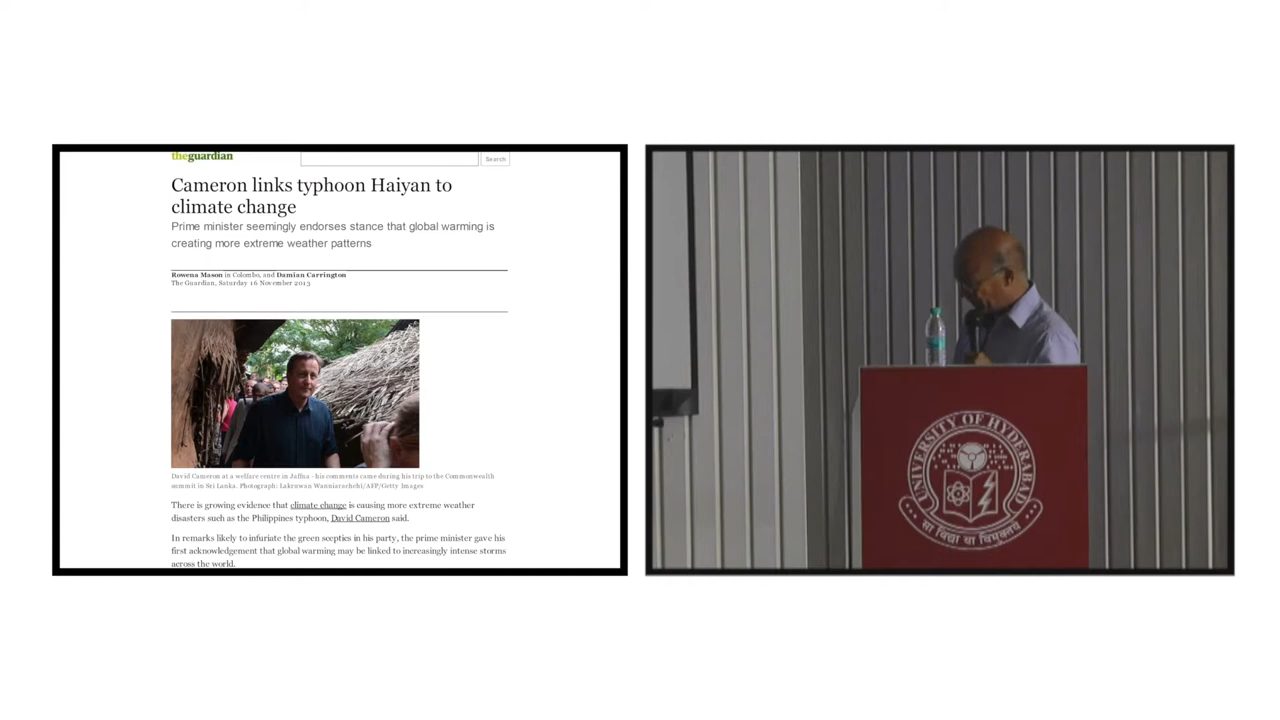 theguardian
Search
Cameron links typhoon Haiyan to
climate change
Prime minister seemingly endorses stance that global warming is
creating more extreme weather patterns
Rowena Mason in Colombo, and Damian Carrington
The Guardian, Saturday 16 November 2013
David Cameron at a welfare centre in Jaffna - his comments came during his trip to the Commonwealth
summit in Sri Lanka. Photograph: Lakruwan Wanniarachchi/AFP/Getty Images
There is growing evidence that climate change is causing more extreme weather
disasters such as the Philippines typhoon, David Cameron said.
In remarks likely to infuriate the green sceptics in his party, the prime minister gave his
first acknowledgement that global warming may be linked to increasingly intense storms
across the world.
UNIVERSITY OF HYDERABAD
सा विद्या या विमुक्तये